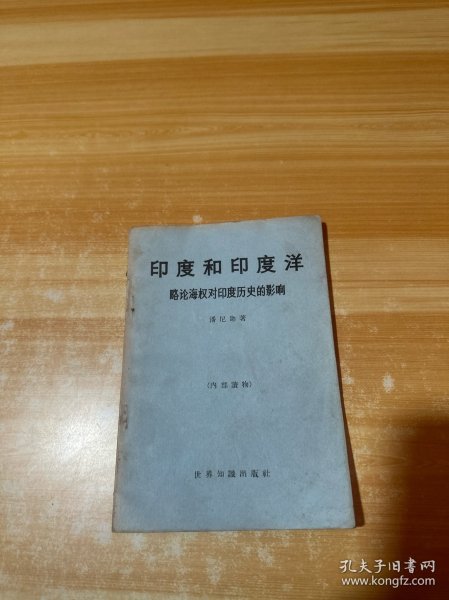 印度和印度洋
略论海权对印度历史的影响
潘尼迦著
（内部读物）
世界知識出版社
孔夫子旧书网
www.kongfz.com